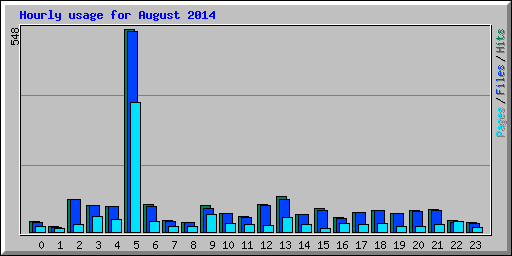 Hourly usage for August 2014
548
Pages/Files/Hits
0 1 2 3 4 5 6 7 8 9 10 11 12 13 14 15 16 17 18 19 20 21 22 23